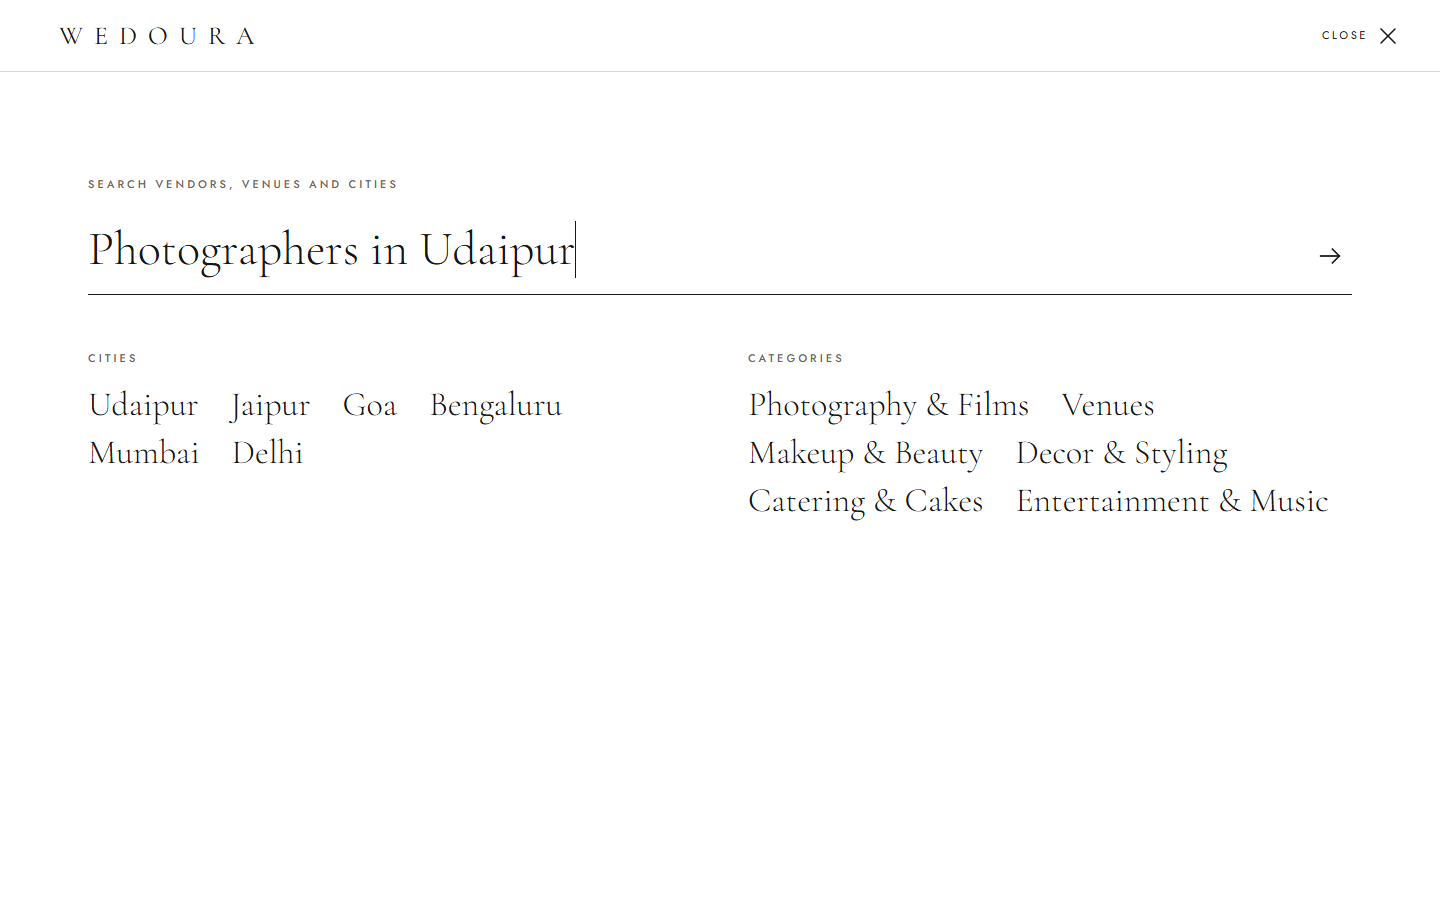 WEDOURA
CLOSE
SEARCH VENDORS, VENUES AND CITIES
Photographers in Udaipur
CITIES
Udaipur Jaipur Goa Bengaluru
Mumbai Delhi
CATEGORIES
Photography & Films Venues
Makeup & Beauty Decor & Styling
Catering & Cakes Entertainment & Music